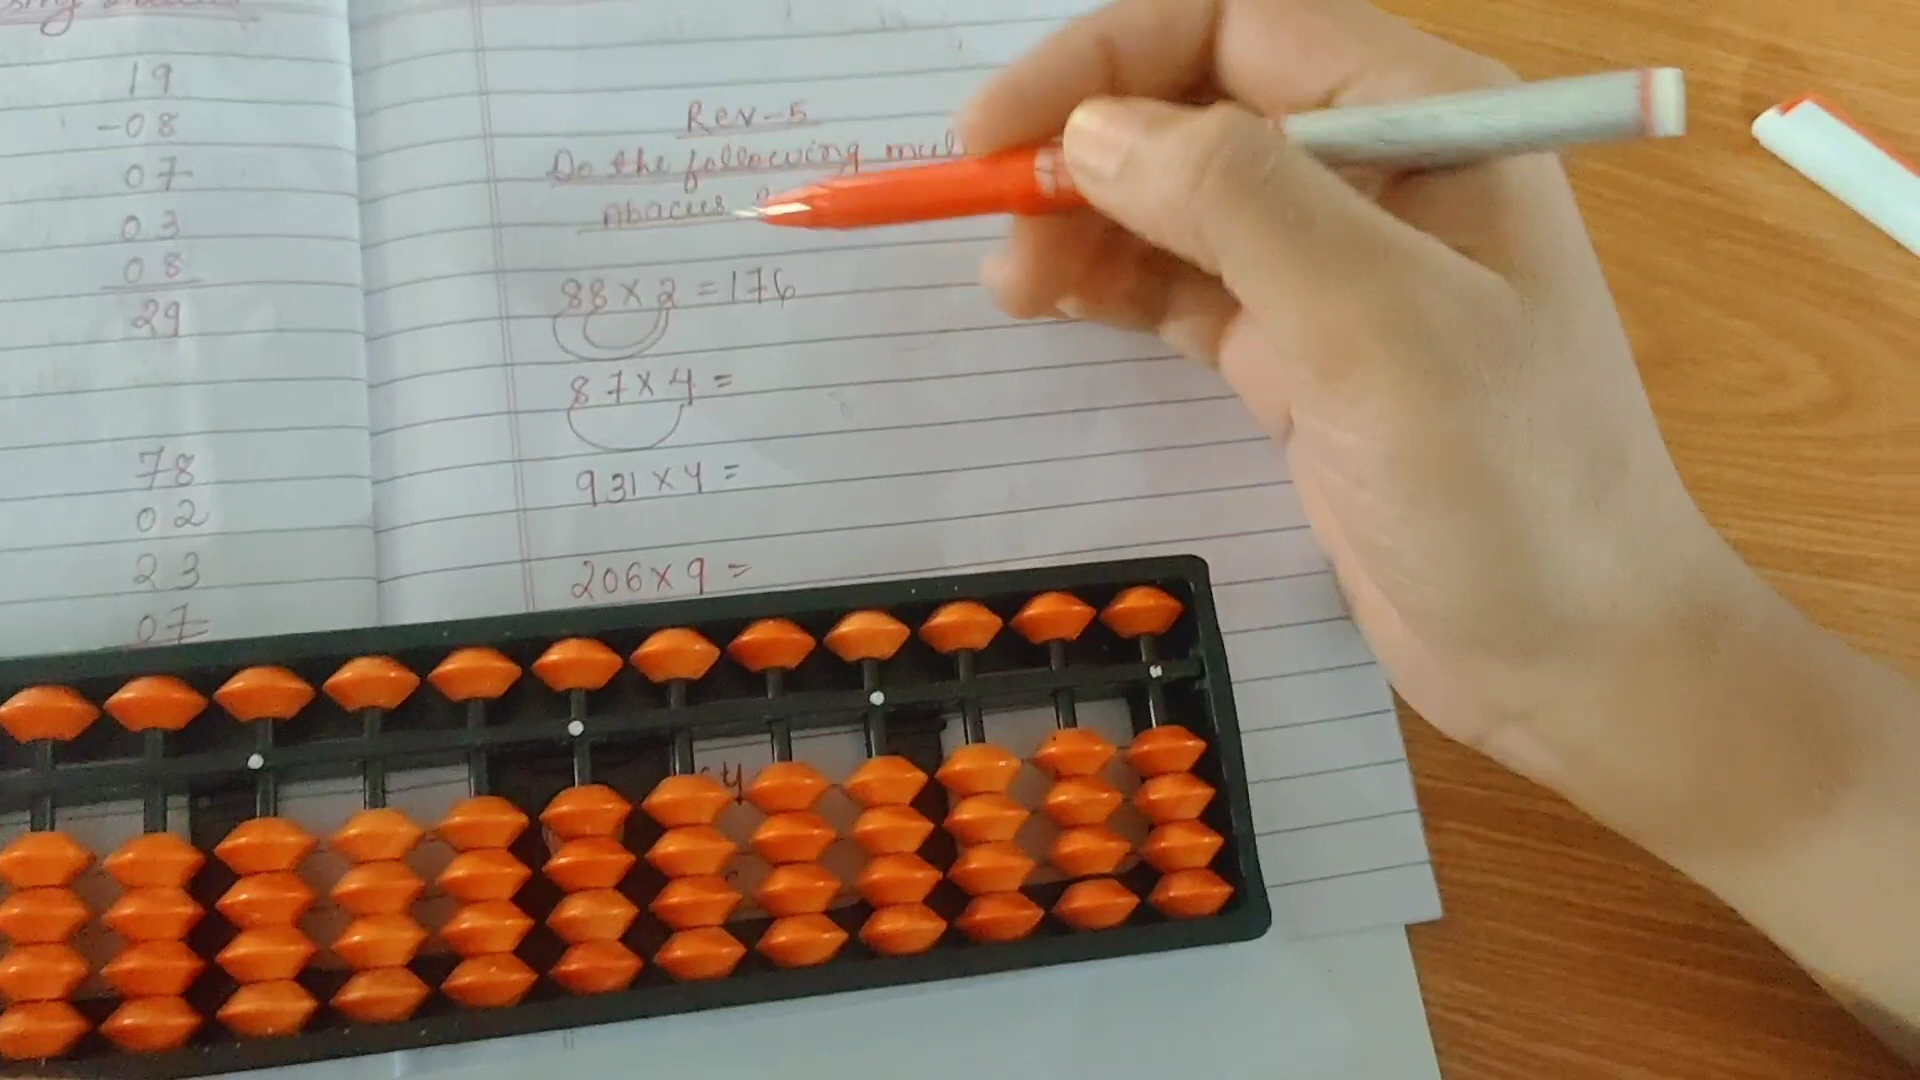 19
-08
07
03
08
29
78
02
23
07
Rev-5
Do the following
Abacus
88 × 2 = 176
87 × 4 =
931 × 4 =
206 × 9 =